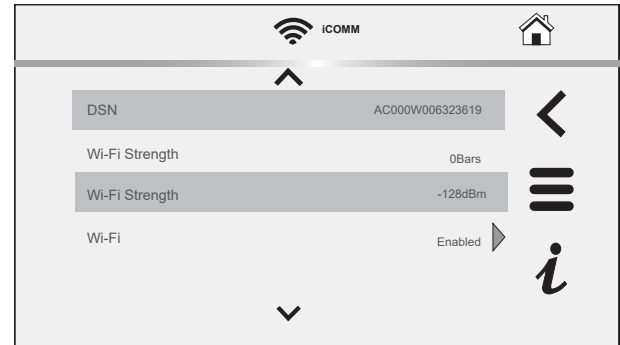 iCOMM
DSN AC000W006323619
Wi-Fi Strength 0Bars
Wi-Fi Strength -128dBm
Wi-Fi Enabled
i